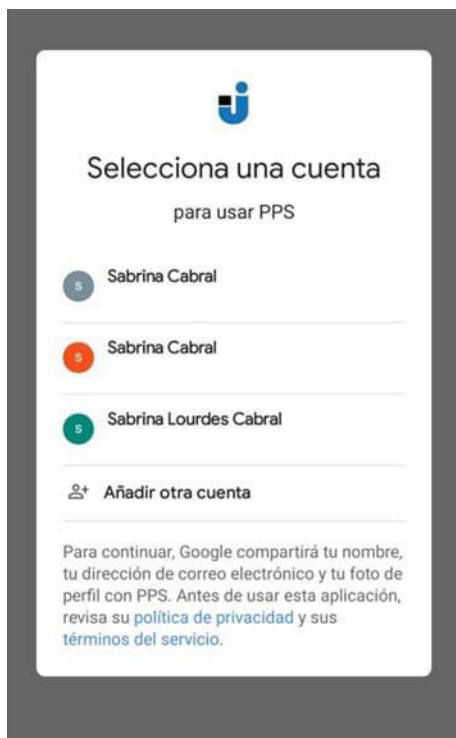 Selecciona una cuenta
para usar PPS
S
Sabrina Cabral
S
Sabrina Cabral
S
Sabrina Lourdes Cabral
Añadir otra cuenta
Para continuar, Google compartirá tu nombre,
tu dirección de correo electrónico y tu foto de
perfil con PPS. Antes de usar esta aplicación,
revisa su política de privacidad y sus
términos del servicio.